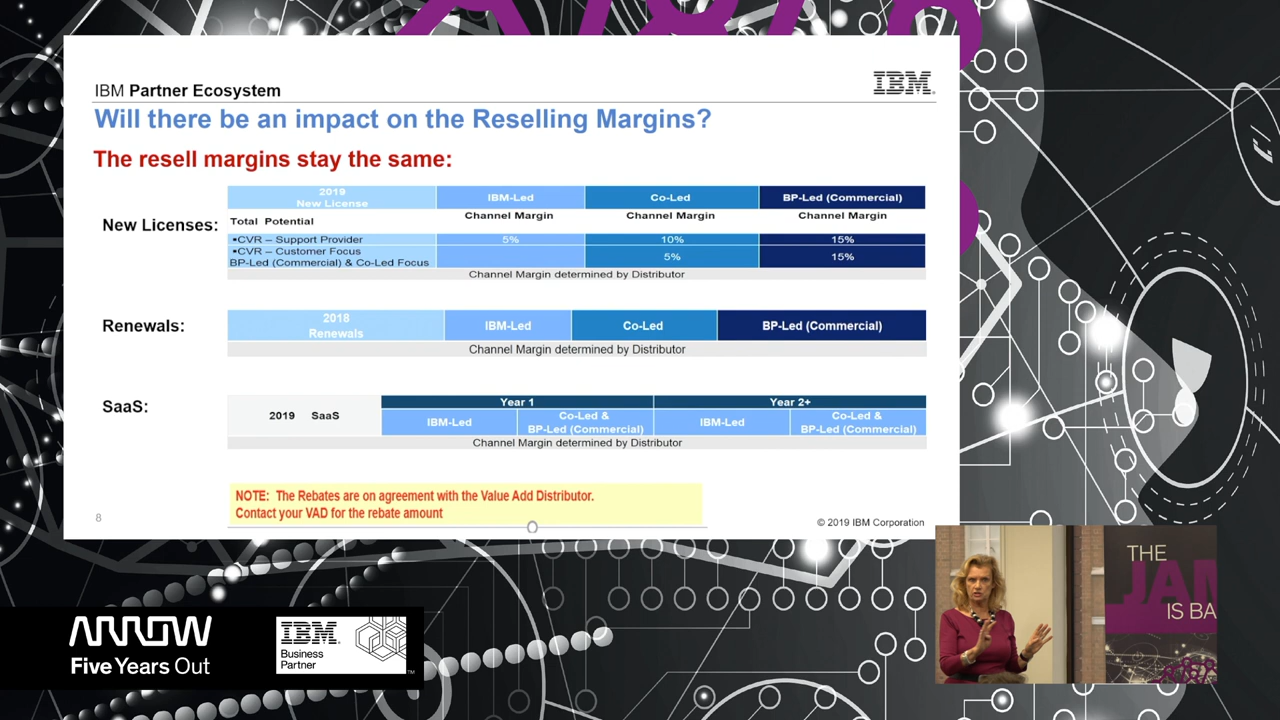 IBM Partner Ecosystem
IBM
Will there be an impact on the Reselling Margins?
The resell margins stay the same:
New Licenses:
2019
New License
IBM-Led
Co-Led
BP-Led (Commercial)
Total Potential
Channel Margin
Channel Margin
Channel Margin
▪CVR – Support Provider
5%
10%
15%
▪CVR – Customer Focus
BP-Led (Commercial) & Co-Led Focus
5%
15%
Channel Margin determined by Distributor
Renewals:
2018
Renewals
IBM-Led
Co-Led
BP-Led (Commercial)
Channel Margin determined by Distributor
SaaS:
2019 SaaS
Year 1
Year 2+
IBM-Led
Co-Led &
BP-Led (Commercial)
IBM-Led
Co-Led &
BP-Led (Commercial)
Channel Margin determined by Distributor
NOTE: The Rebates are on agreement with the Value Add Distributor.
Contact your VAD for the rebate amount
8
© 2019 IBM Corporation
THE
JAM
IS BA
ARROW
Five Years Out
IBM
Business
Partner
TM